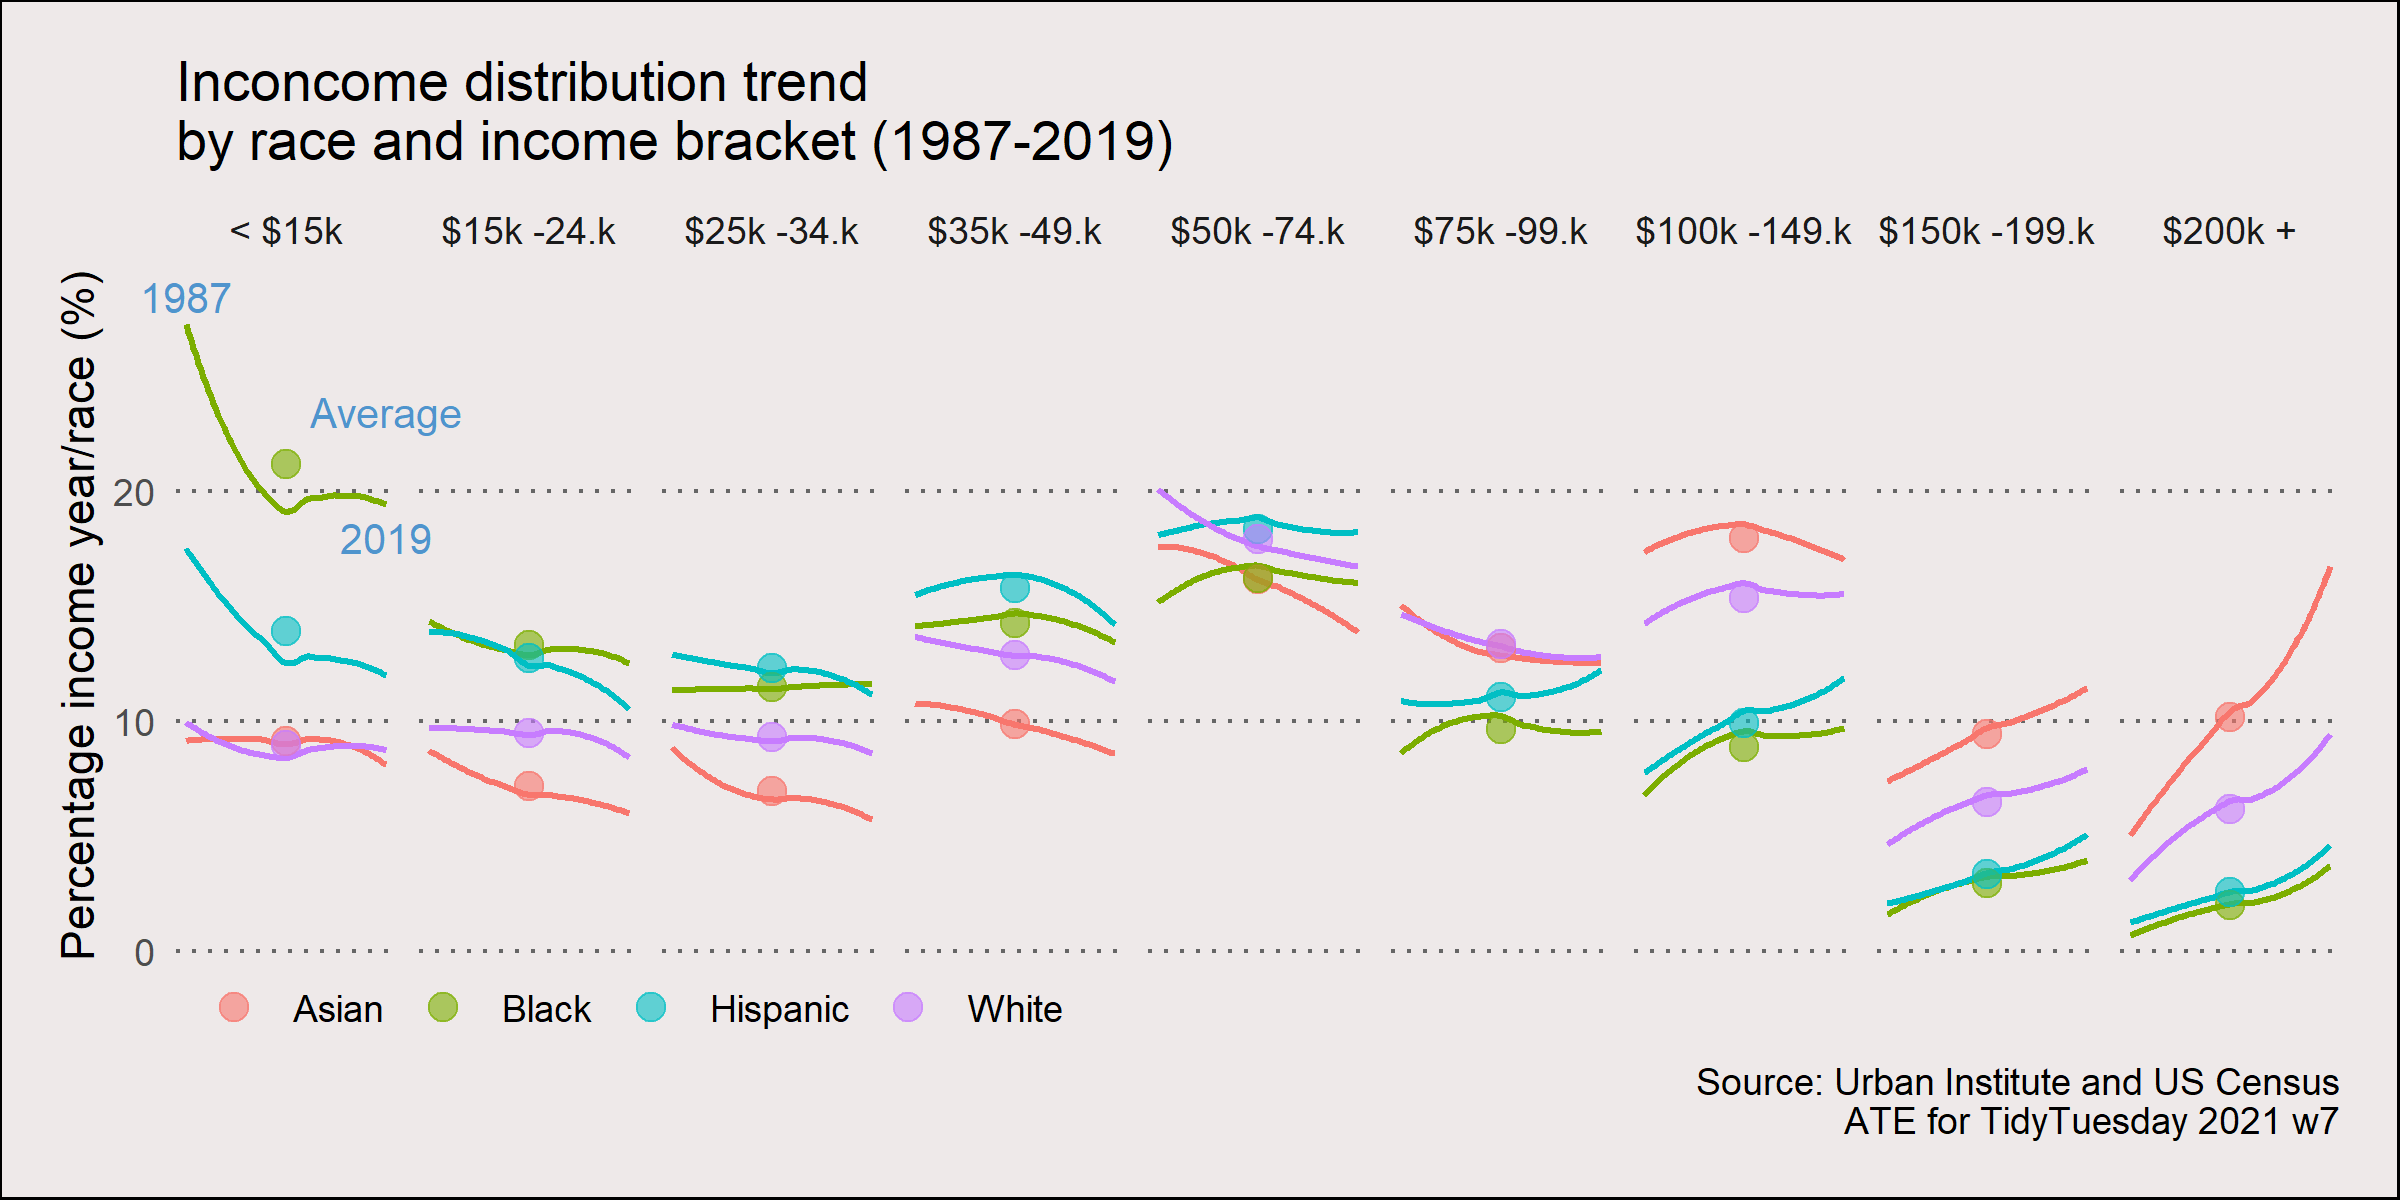 Inconcome distribution trend
by race and income bracket (1987-2019)
< $15k
$15k -24.k
$25k -34.k
$35k -49.k
$50k -74.k
$75k -99.k
$100k -149.k
$150k -199.k
$200k +
Percentage income year/race (%)
1987
Average
2019
20
10
0
Asian
Black
Hispanic
White
Source: Urban Institute and US Census
ATE for TidyTuesday 2021 w7